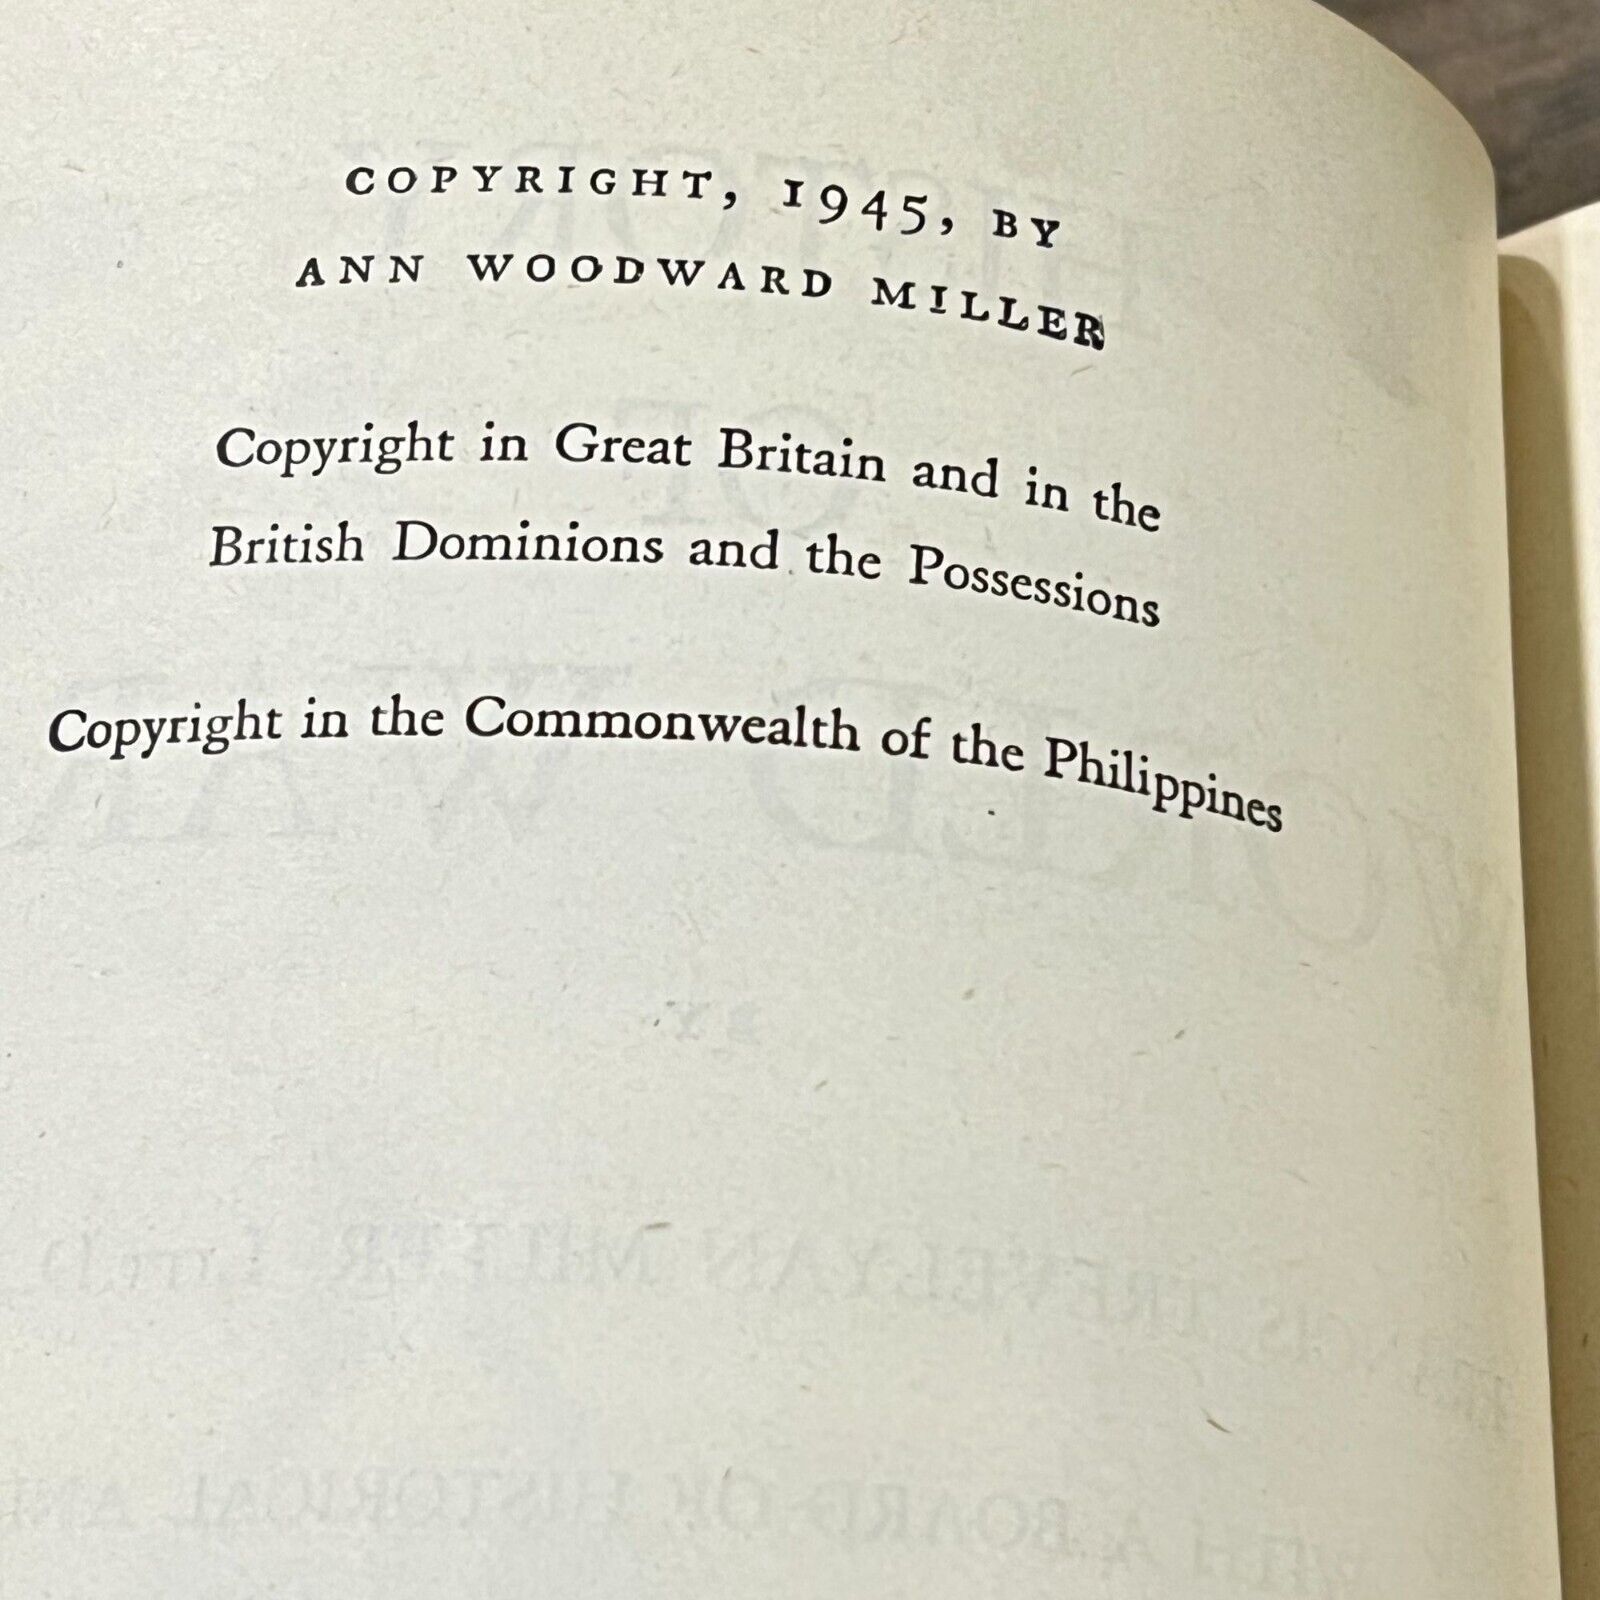 COPYRIGHT, 1945, BY
ANN WOODWARD MILLER
Copyright in Great Britain and in the
British Dominions and the Possessions
Copyright in the Commonwealth of the Philippines